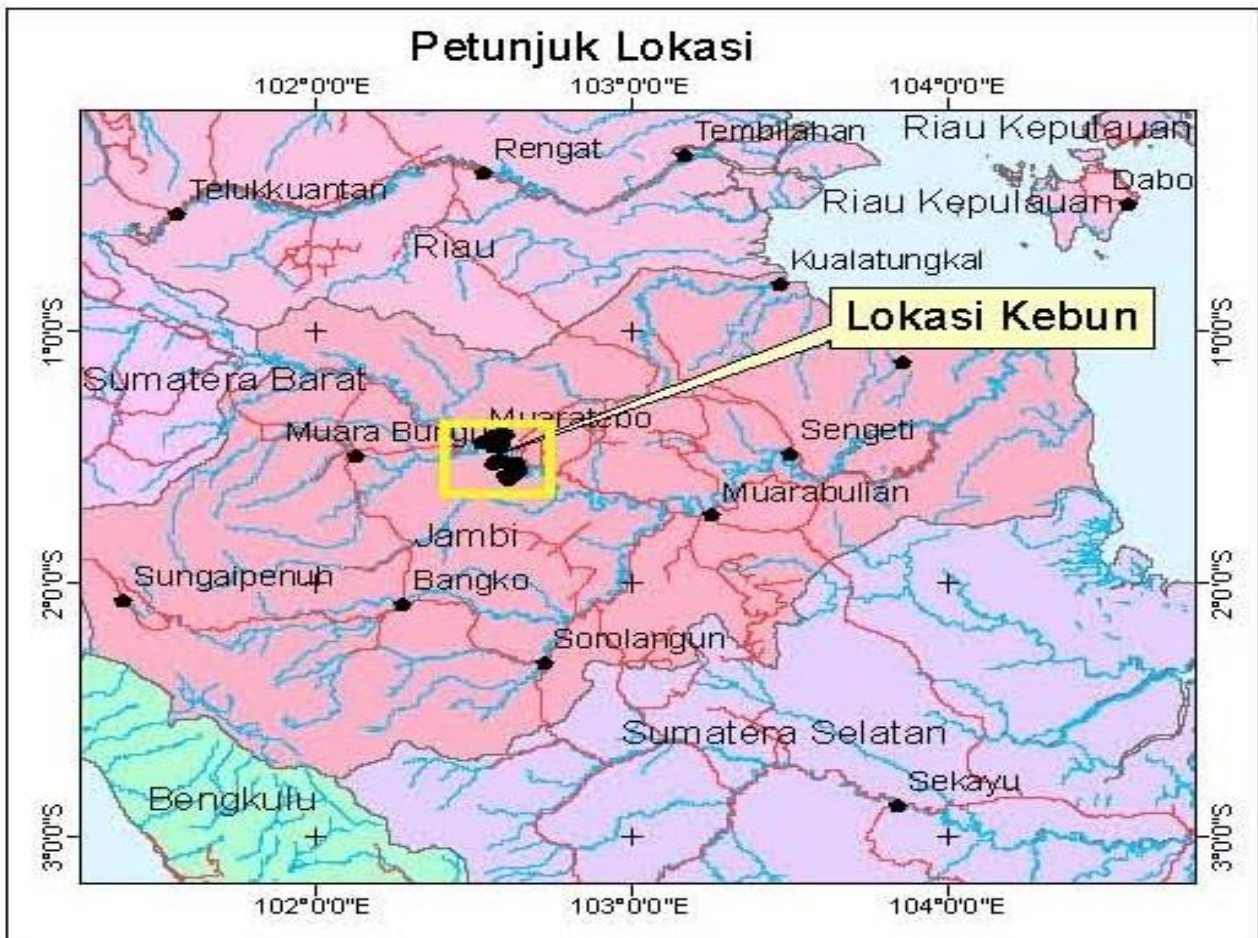 Petunjuk Lokasi
102°0'0"E 103°0'0"E 104°0'0"E
Tembilahan
Riau Kepulauan
Rengat
Telukkuantan
Dabo
Riau Kepulauan
Riau
Kualatungkal
Lokasi Kebun
1°0'0"S 1°0'0"S
Sumatera Barat
Muaratebo
Muara Bungo
Sengeti
Muarabulian
Jambi
Sungaipenuh
Bangko
2°0'0"S 2°0'0"S
Sorolangun
Sumatera Selatan
Sekayu
Bengkulu
3°0'0"S 3°0'0"S
102°0'0"E 103°0'0"E 104°0'0"E